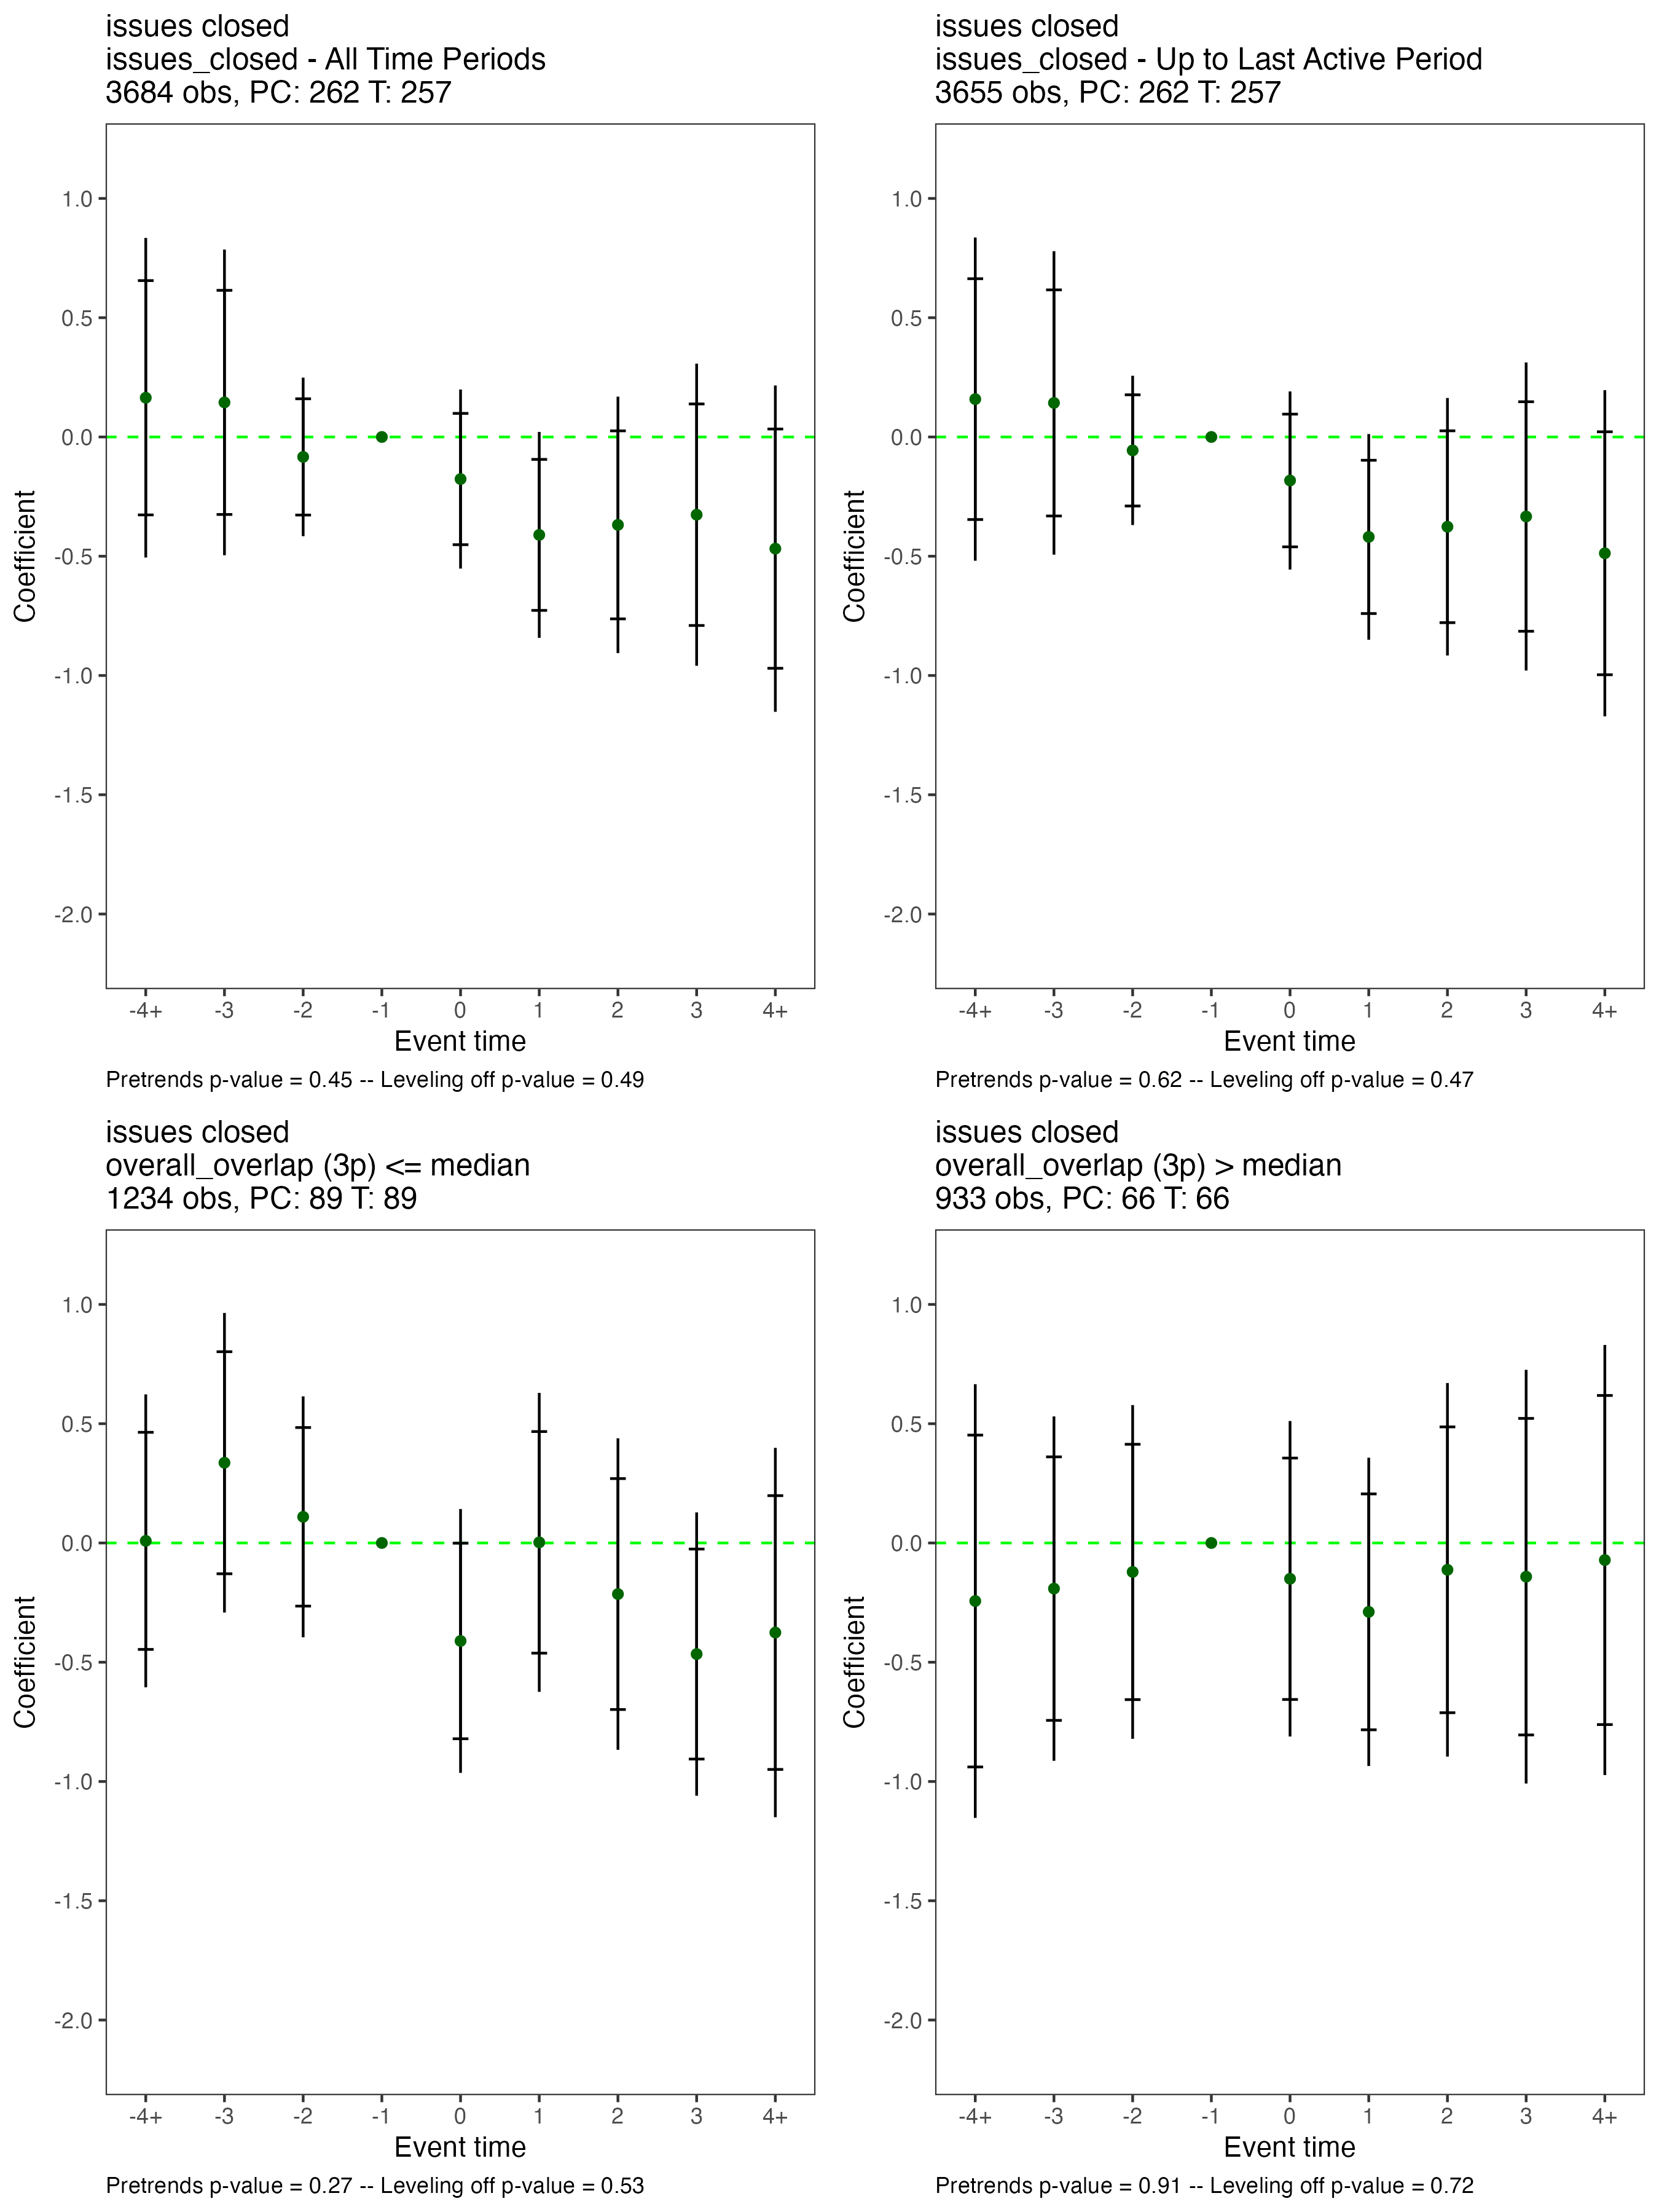 issues closed
issues_closed - All Time Periods
3684 obs, PC: 262 T: 257
1.0
0.5
0.0
-0.5
-1.0
-1.5
-2.0
Coefficient
-4+ -3 -2 -1 0 1 2 3 4+
Event time
Pretrends p-value = 0.45 -- Leveling off p-value = 0.49
issues closed
issues_closed - Up to Last Active Period
3655 obs, PC: 262 T: 257
1.0
0.5
0.0
-0.5
-1.0
-1.5
-2.0
Coefficient
-4+ -3 -2 -1 0 1 2 3 4+
Event time
Pretrends p-value = 0.62 -- Leveling off p-value = 0.47
issues closed
overall_overlap (3p) <= median
1234 obs, PC: 89 T: 89
1.0
0.5
0.0
-0.5
-1.0
-1.5
-2.0
Coefficient
-4+ -3 -2 -1 0 1 2 3 4+
Event time
Pretrends p-value = 0.27 -- Leveling off p-value = 0.53
issues closed
overall_overlap (3p) > median
933 obs, PC: 66 T: 66
1.0
0.5
0.0
-0.5
-1.0
-1.5
-2.0
Coefficient
-4+ -3 -2 -1 0 1 2 3 4+
Event time
Pretrends p-value = 0.91 -- Leveling off p-value = 0.72